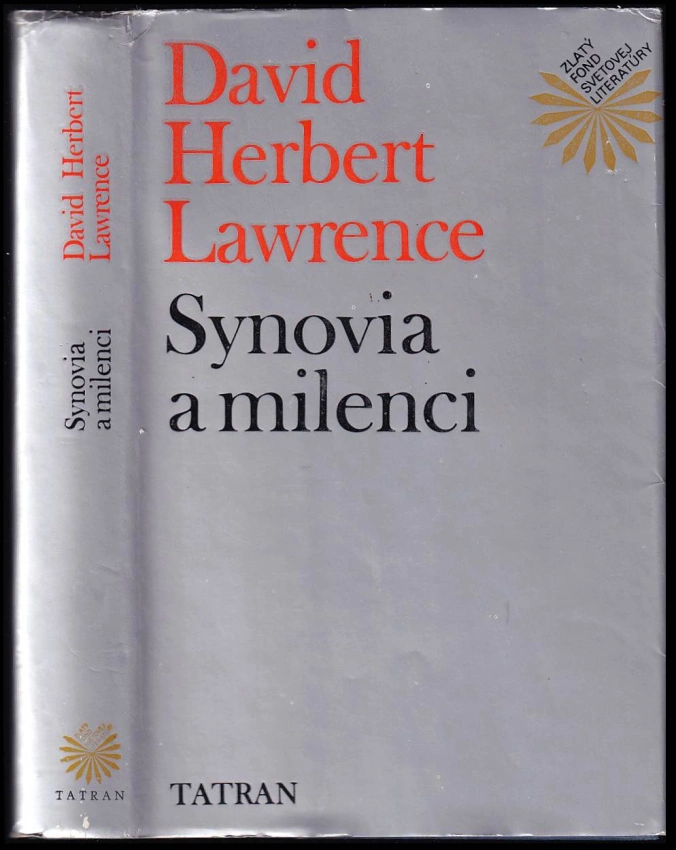 David Herbert
Lawrence
Synovia
a milenci
TATRAN
David
Herbert
Lawrence
Synovia
a milenci
TATRAN
ZLATÝ
FOND
SVETOVEJ
LITERATÚRY